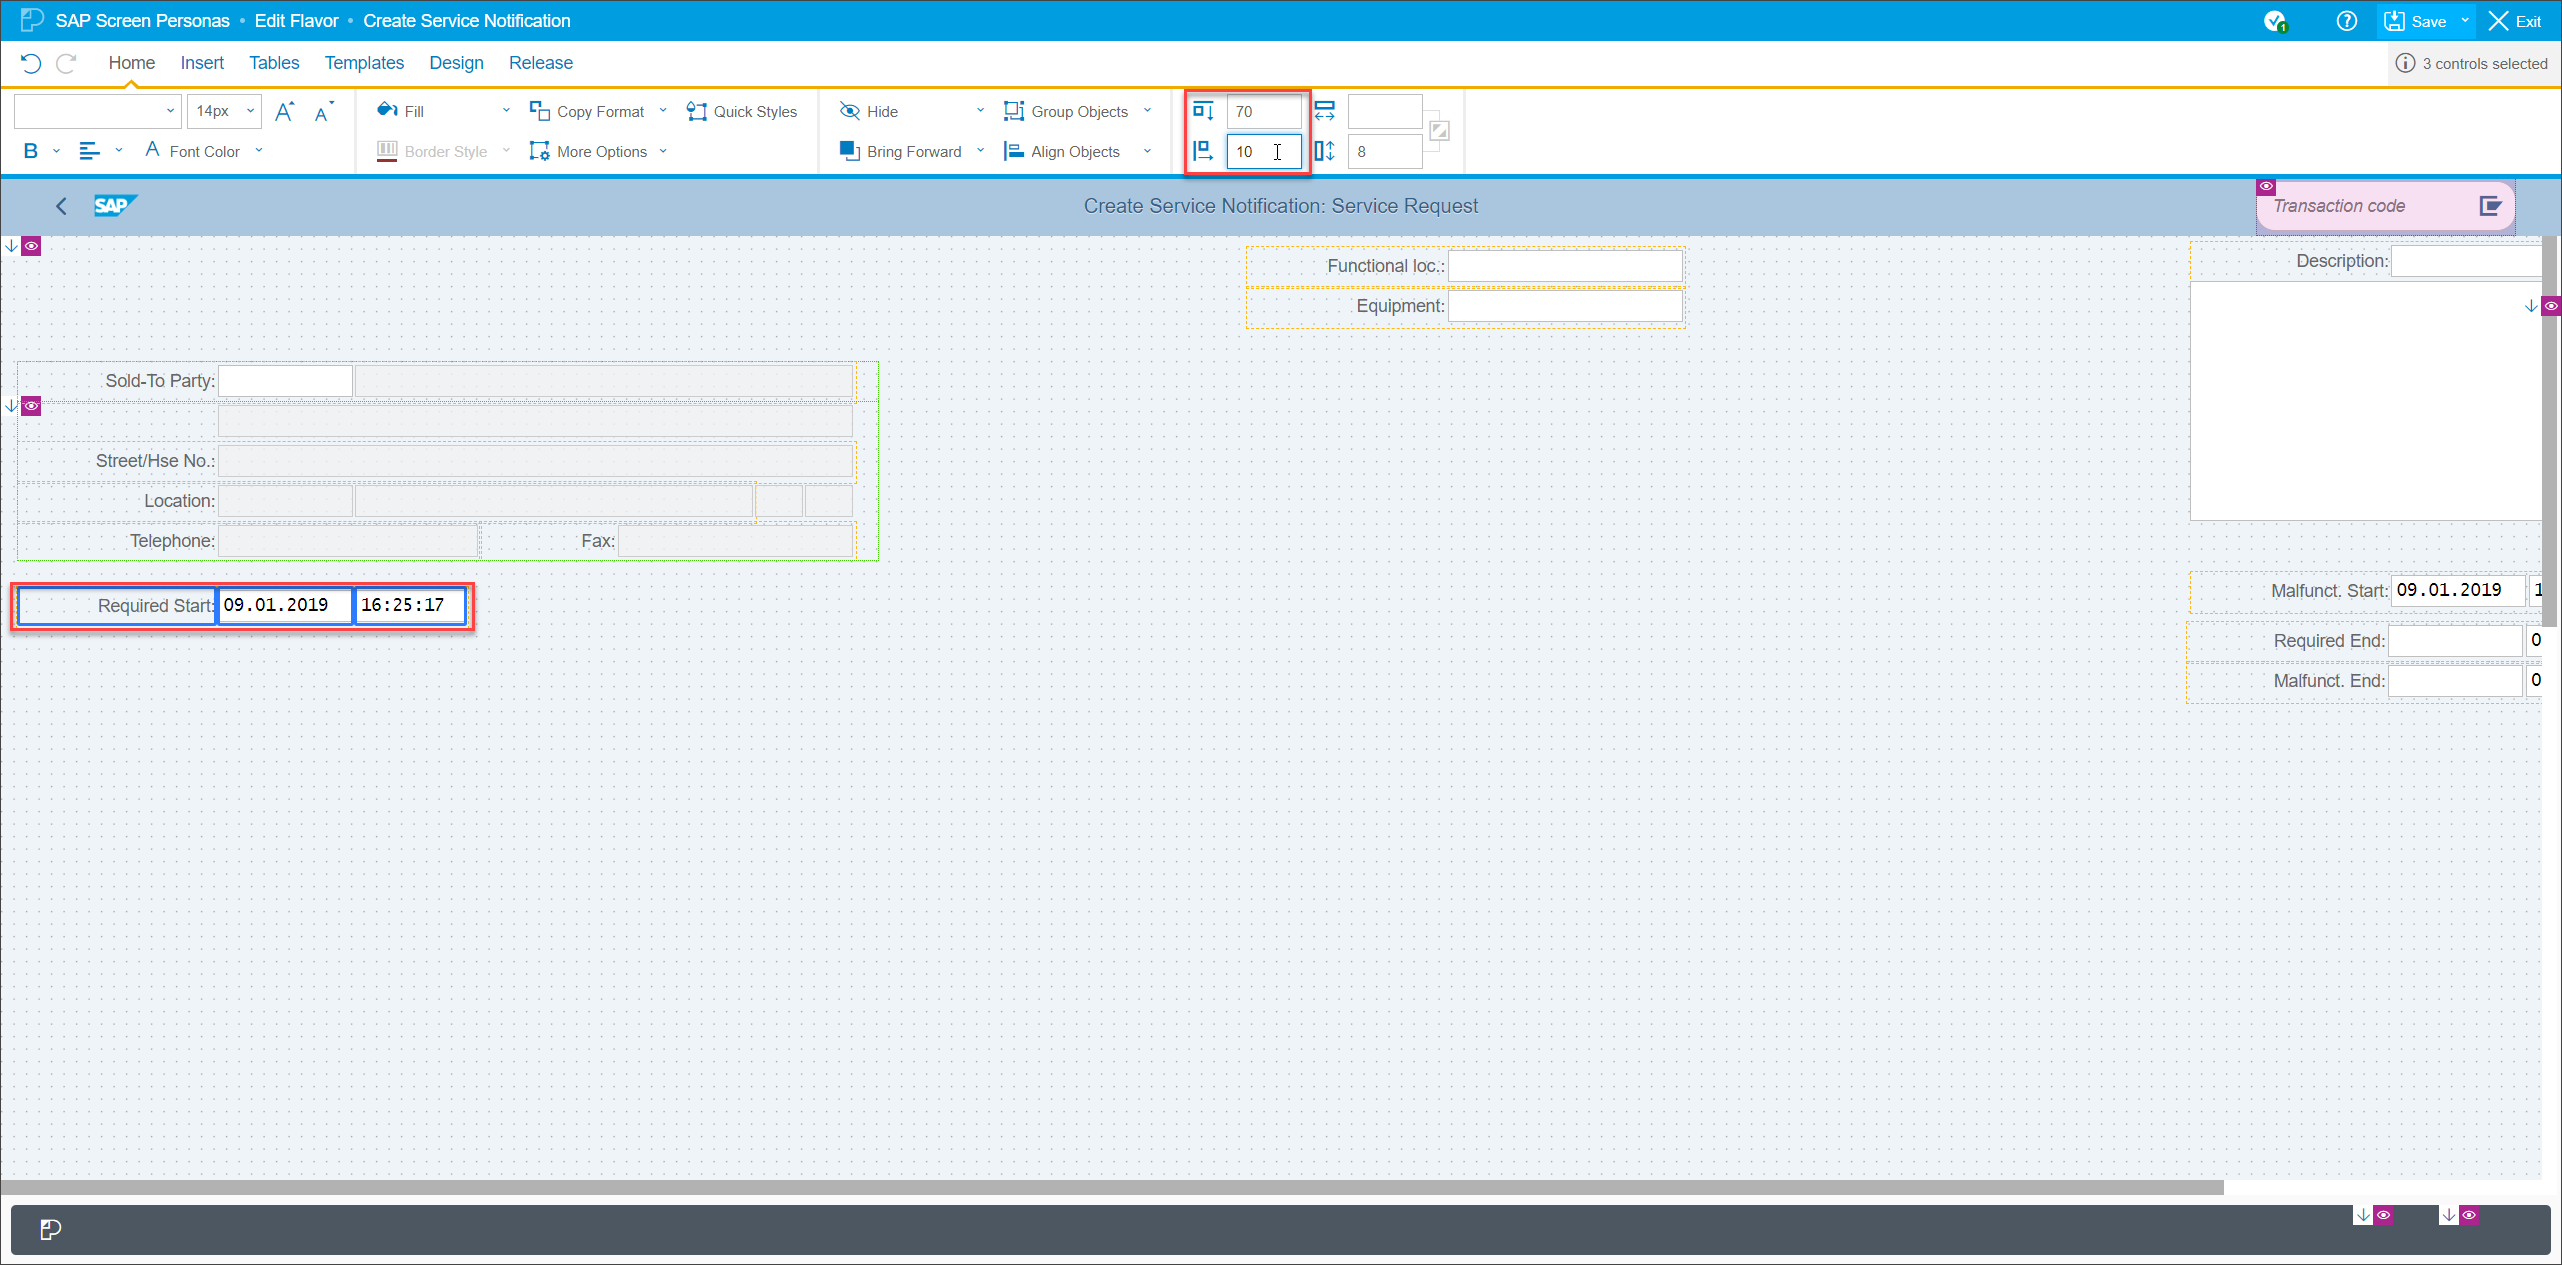 SAP Screen Personas • Edit Flavor • Create Service Notification
1
Save
Exit
Home
Insert
Tables
Templates
Design
Release
3 controls selected
14px
A
A
Fill
Copy Format
Quick Styles
Hide
Group Objects
70
B
A Font Color
Border Style
More Options
Bring Forward
Align Objects
10
8
SAP
Create Service Notification: Service Request
Transaction code
Functional loc.:
Description:
Equipment:
Sold-To Party:
Street/Hse No.:
Location:
Telephone:
Fax:
Required Start: 09.01.2019 16:25:17
Malfunct. Start: 09.01.2019 1
Required End: 0
Malfunct. End: 0